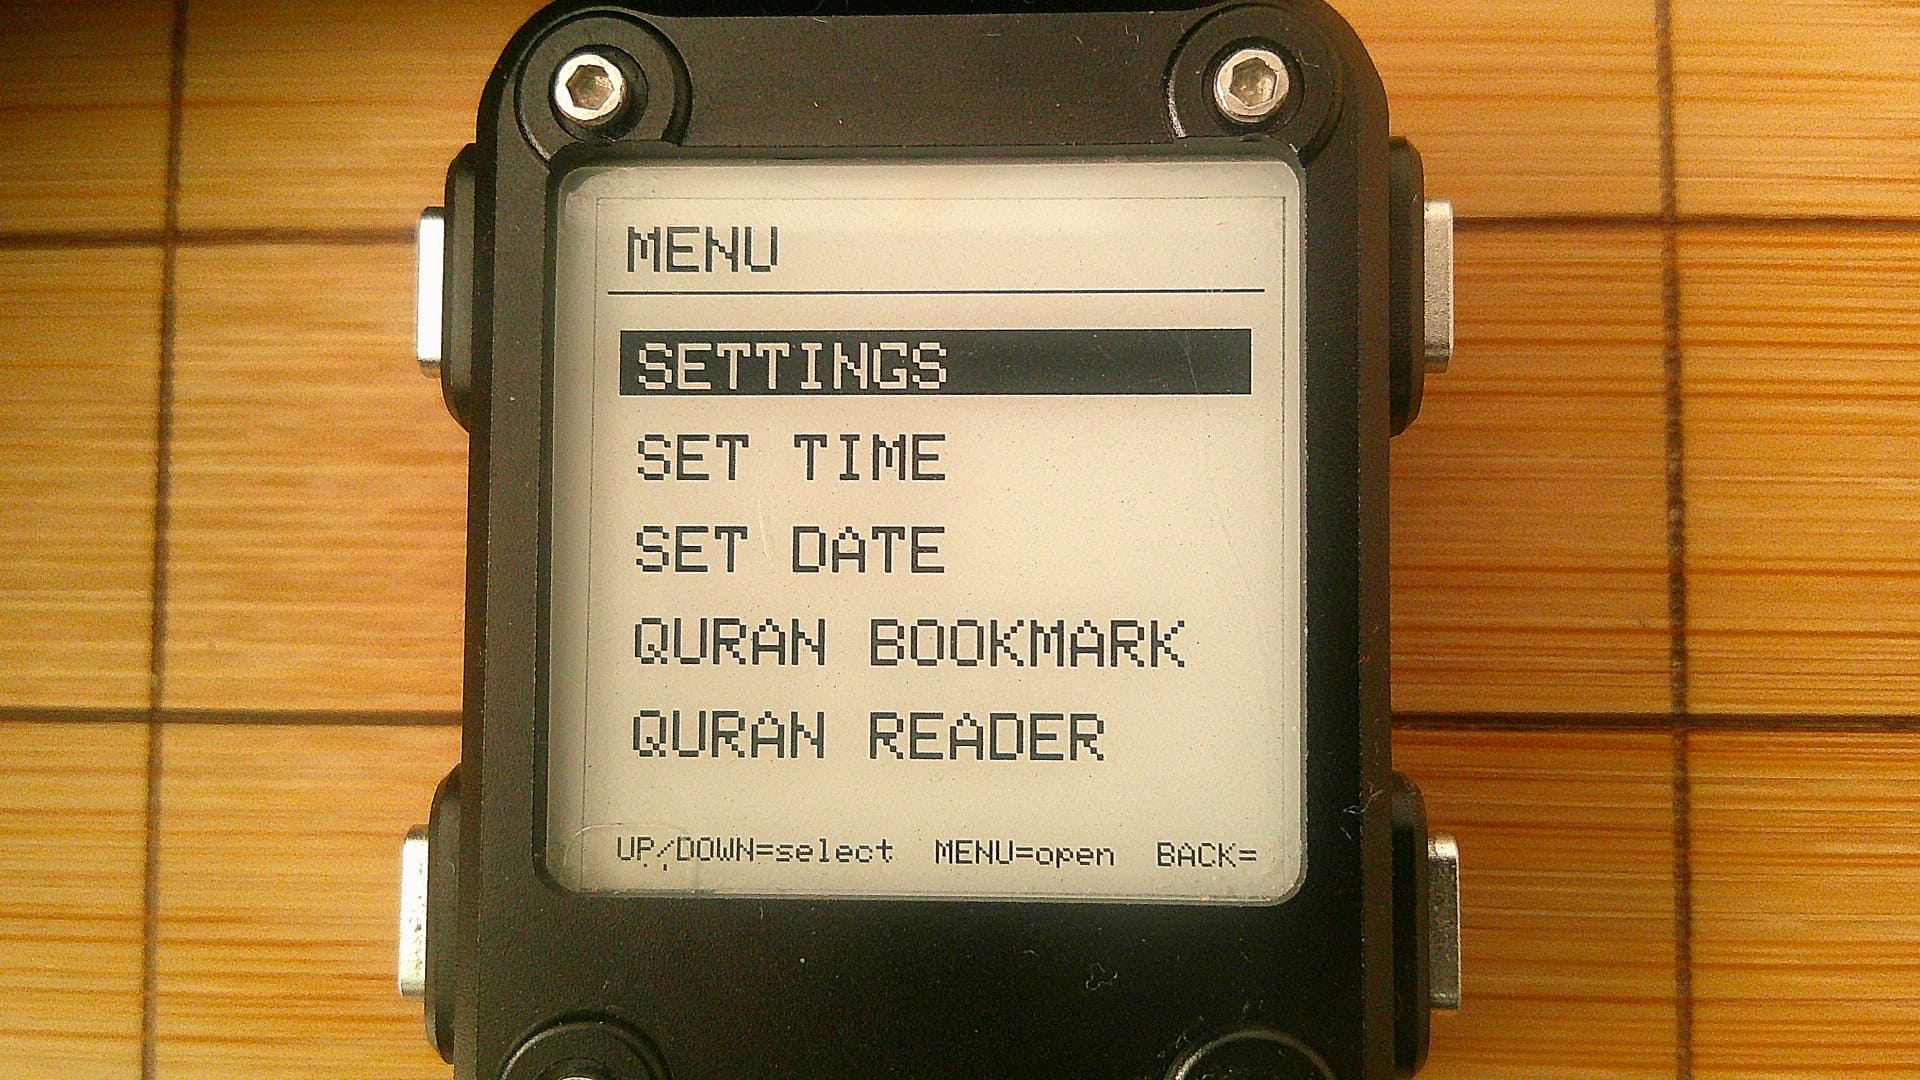 MENU
SETTINGS
SET TIME
SET DATE
QURAN BOOKMARK
QURAN READER
UP/DOWN=select MENU=open BACK=